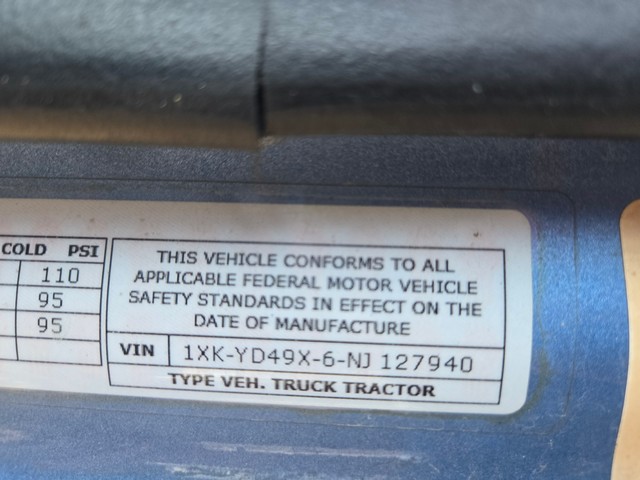 COLD PSI
110
95
95
THIS VEHICLE CONFORMS TO ALL
APPLICABLE FEDERAL MOTOR VEHICLE
SAFETY STANDARDS IN EFFECT ON THE
DATE OF MANUFACTURE
VIN 1XK-YD49X-6-NJ 127940
TYPE VEH. TRUCK TRACTOR